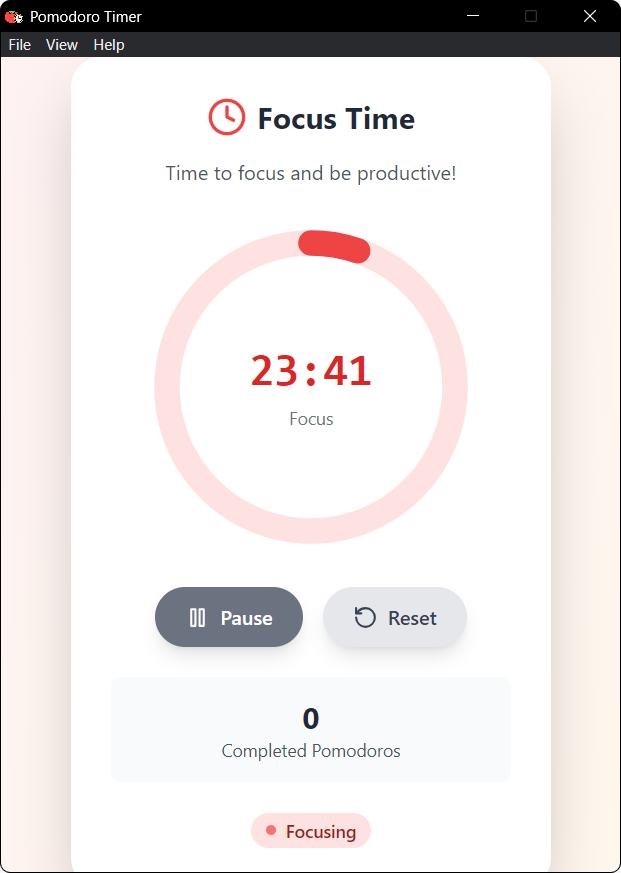 Pomodoro Timer
File View Help
Focus Time
Time to focus and be productive!
23:41
Focus
Pause Reset
0
Completed Pomodoros
Focusing